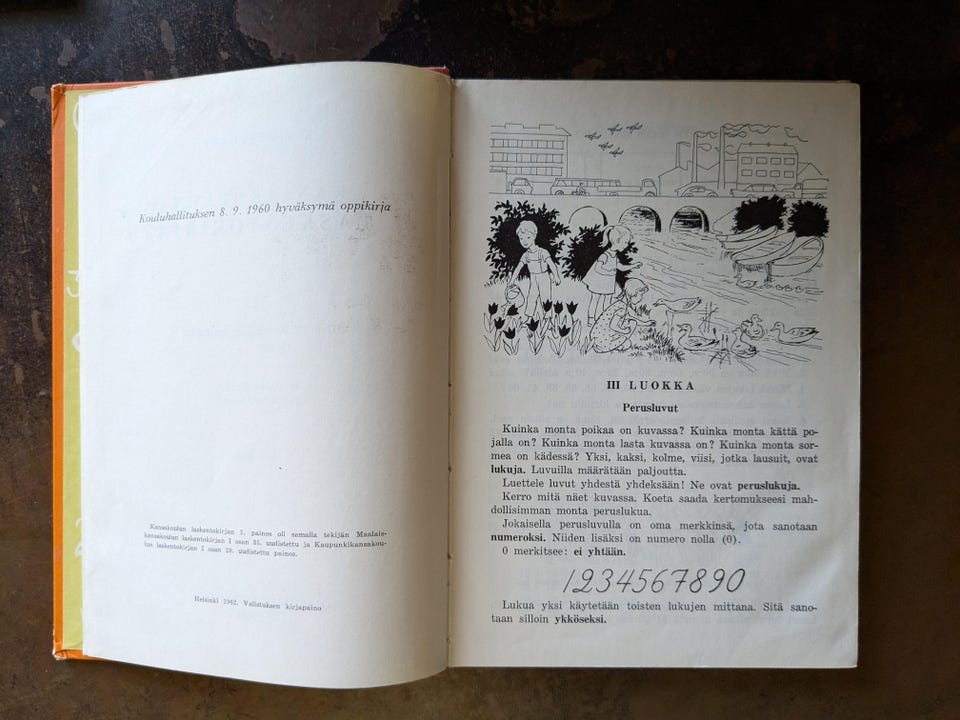 Kouluhallituksen 8. 9. 1960 hyväksymä oppikirja
Kansakoulun laskentokirjan 1. painos oli samalla tekijän Maalais-
kansakoulun laskentokirjan I osan 35. uudistettu ja Kaupunkikansakou-
lun laskentokirjan I osan 28. uudistettu painos.
Helsinki 1962. Valistuksen kirjapaino
III LUOKKA
Perusluvut
Kuinka monta poikaa on kuvassa? Kuinka monta kättä po-
jalla on? Kuinka monta lasta kuvassa on? Kuinka monta sor-
mea on kädessä? Yksi, kaksi, kolme, viisi, jotka lausuit, ovat
lukuja. Luvuilla määrätään paljoutta.
Luettele luvut yhdestä yhdeksään! Ne ovat peruslukuja.
Kerro mitä näet kuvassa. Koeta saada kertomukseesi mah-
dollisimman monta peruslukua.
Jokaisella perusluvulla on oma merkkinsä, jota sanotaan
numeroksi. Niiden lisäksi on numero nolla (0).
0 merkitsee: ei yhtään.
1234567890
Lukua yksi käytetään toisten lukujen mittana. Sitä sano-
taan silloin ykköseksi.